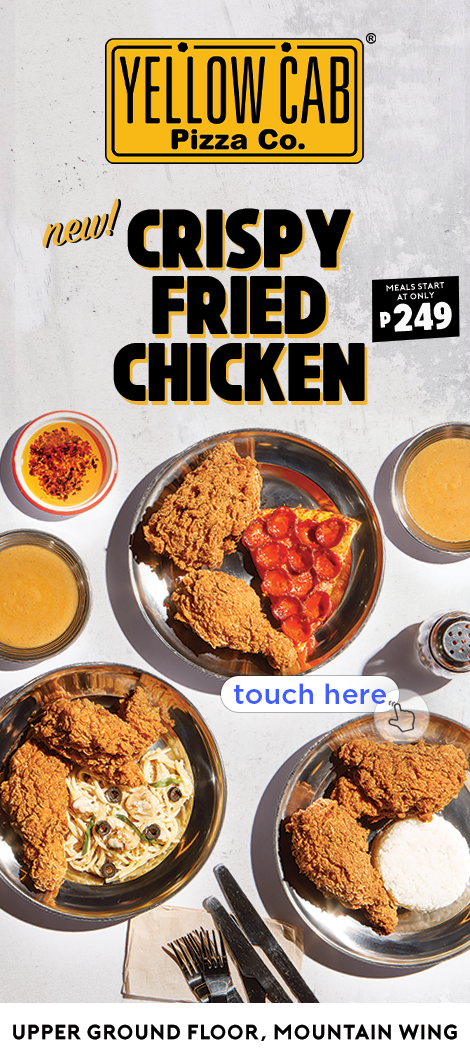 YELLOW CAB®
Pizza Co.
new!
CRISPY
FRIED
CHICKEN
MEALS START
AT ONLY
₱249
touch here
UPPER GROUND FLOOR, MOUNTAIN WING